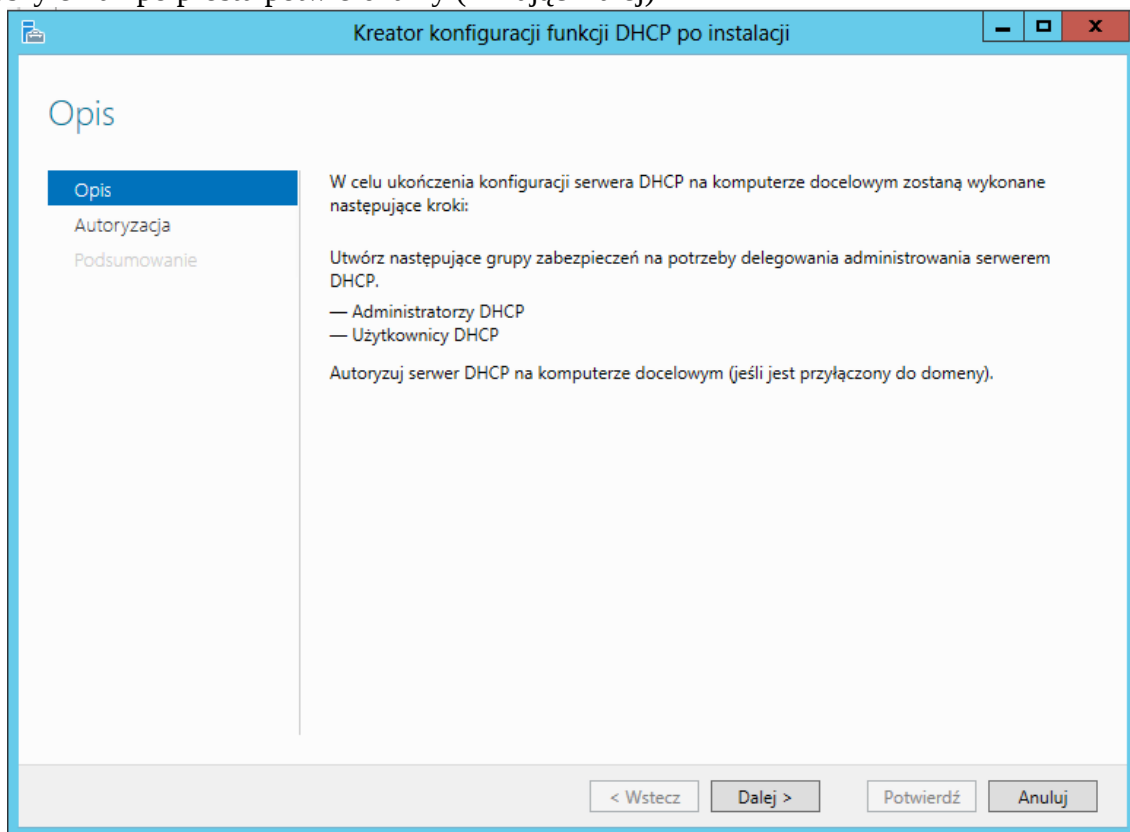 Kreator konfiguracji funkcji DHCP po instalacji
Opis
Opis
Autoryzacja
Podsumowanie
W celu ukończenia konfiguracji serwera DHCP na komputerze docelowym zostaną wykonane
następujące kroki:
Utwórz następujące grupy zabezpieczeń na potrzeby delegowania administrowania serwerem
DHCP.
— Administratorzy DHCP
— Użytkownicy DHCP
Autoryzuj serwer DHCP na komputerze docelowym (jeśli jest przyłączony do domeny).
< Wstecz
Dalej >
Potwierdź
Anuluj